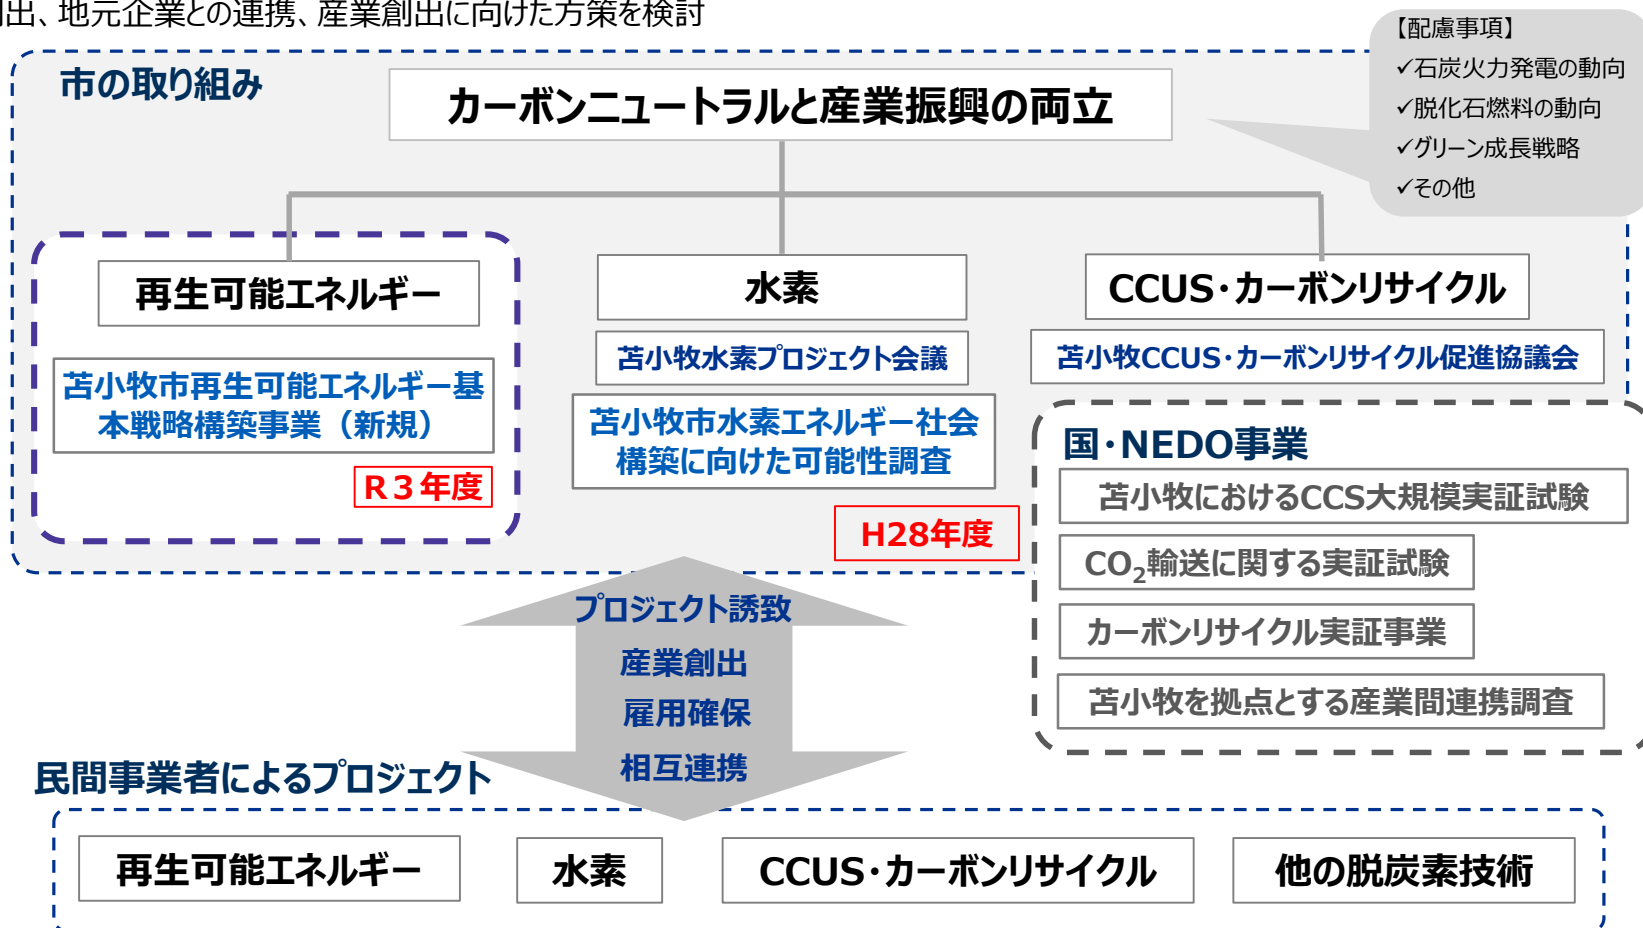 出、地元企業との連携、産業創出に向けた方策を検討
【配慮事項】
✓石炭火力発電の動向
✓脱化石燃料の動向
✓グリーン成長戦略
✓その他
市の取り組み
カーボンニュートラルと産業振興の両立
再生可能エネルギー
苫小牧市再生可能エネルギー基
本戦略構築事業（新規）
R３年度
水素
苫小牧水素プロジェクト会議
苫小牧市水素エネルギー社会
構築に向けた可能性調査
H28年度
CCUS・カーボンリサイクル
苫小牧CCUS・カーボンリサイクル促進協議会
国・NEDO事業
苫小牧におけるCCS大規模実証試験
CO₂輸送に関する実証試験
カーボンリサイクル実証事業
苫小牧を拠点とする産業間連携調査
プロジェクト誘致
産業創出
雇用確保
相互連携
民間事業者によるプロジェクト
再生可能エネルギー
水素
CCUS・カーボンリサイクル
他の脱炭素技術